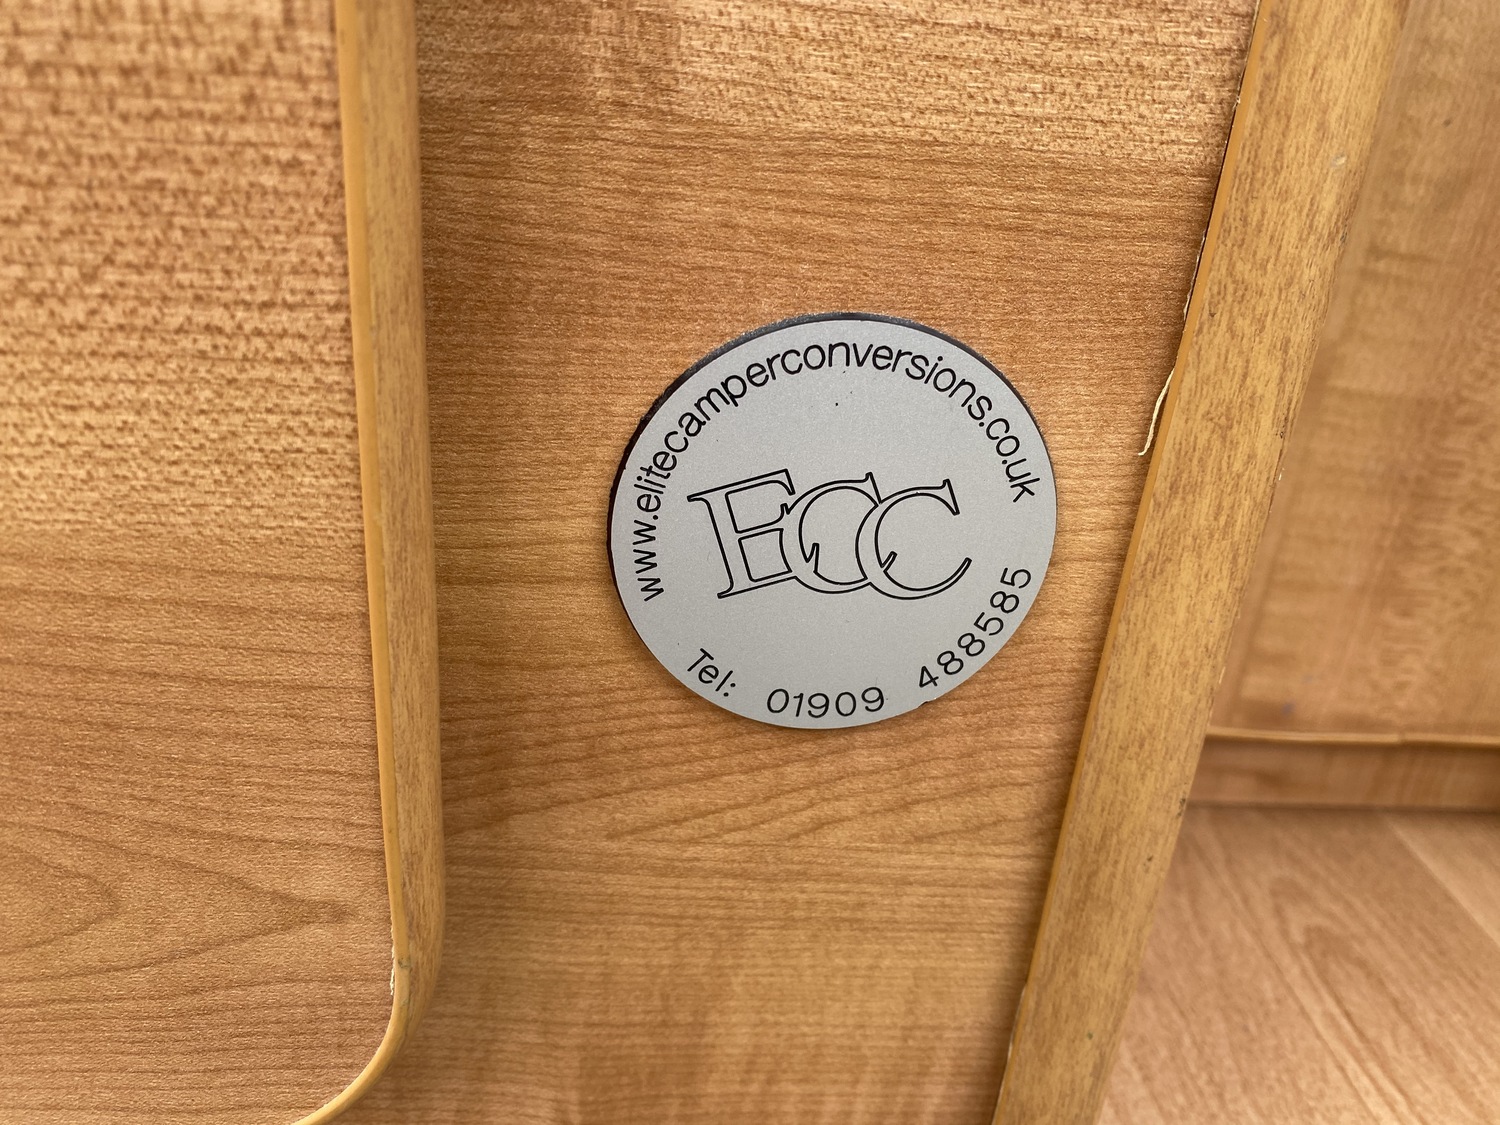 www.elitecamperconversions.co.uk
ECC
Tel: 01909 488585